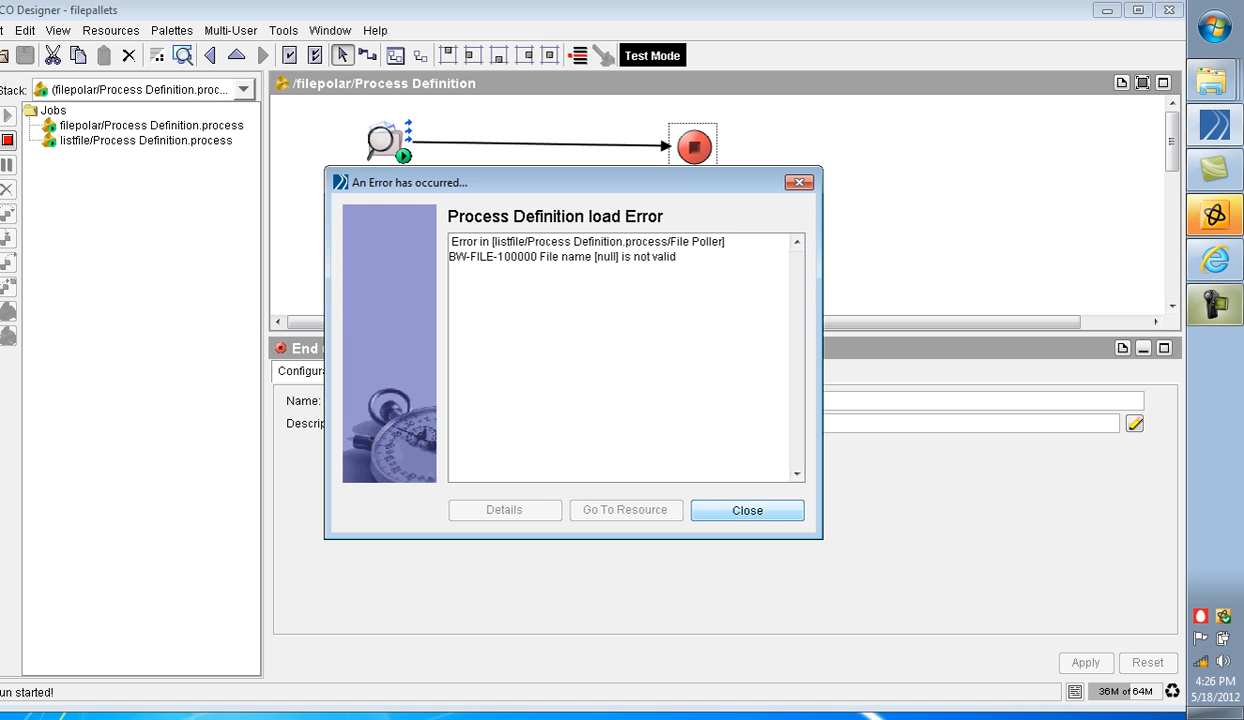 CO Designer - filepallets
t Edit View Resources Palettes Multi-User Tools Window Help
Test Mode
Stack: (filepolar/Process Definition.proc...
/filepolar/Process Definition
Jobs
filepolar/Process Definition.process
listfile/Process Definition.process
An Error has occurred...
Process Definition load Error
Error in [listfile/Process Definition.process/File Poller]
BW-FILE-100000 File name [null] is not valid
Details Go To Resource Close
End
Configura
Name:
Descrip
Apply Reset
un started!
36M of 64M
4:26 PM
5/18/2012